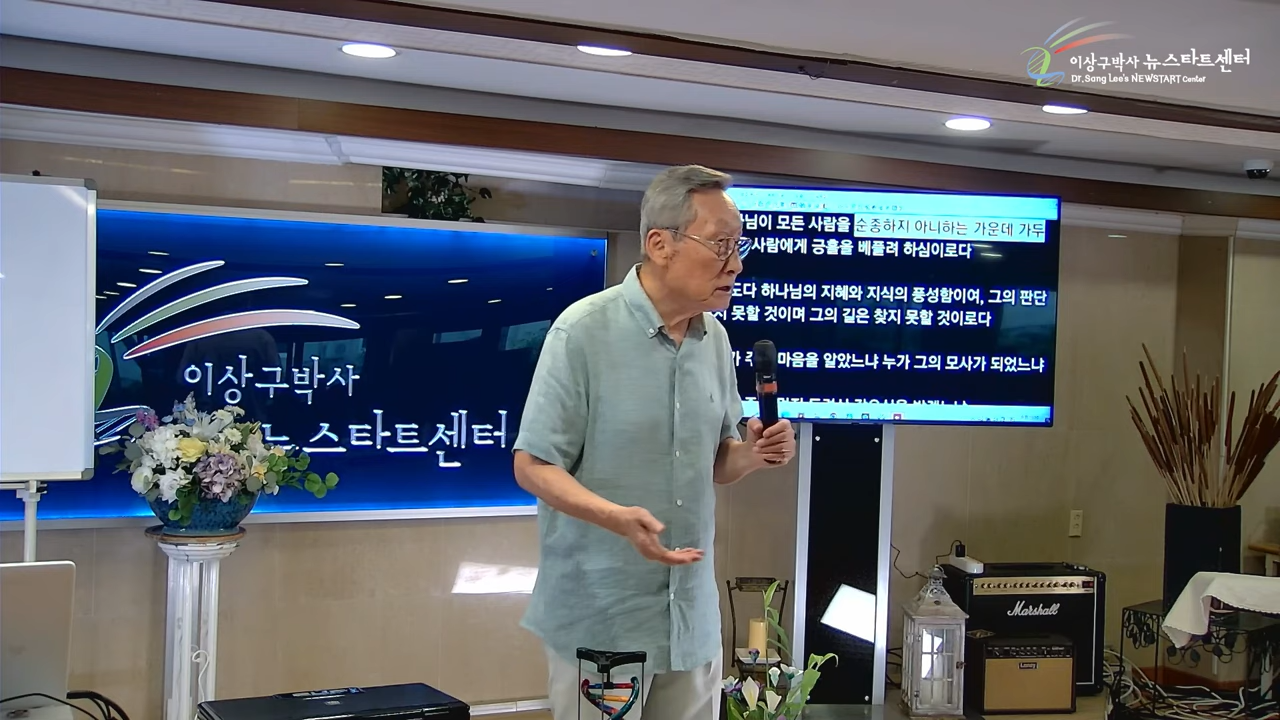 이상구박사 뉴스타트센터
Dr. Sang Lee's NEWSTART Center
이상구박사
뉴스타트센터
모든 사람을 순종하지 아니하는 가운데 가두
사람에게 긍휼을 베풀려 하심이로다
하나님의 지혜와 지식의 풍성함이여, 그의 판단
못할 것이며 그의 길은 찾지 못할 것이로다
마음을 알았느냐 누가 그의 모사가 되었느냐
Marshall
Laney